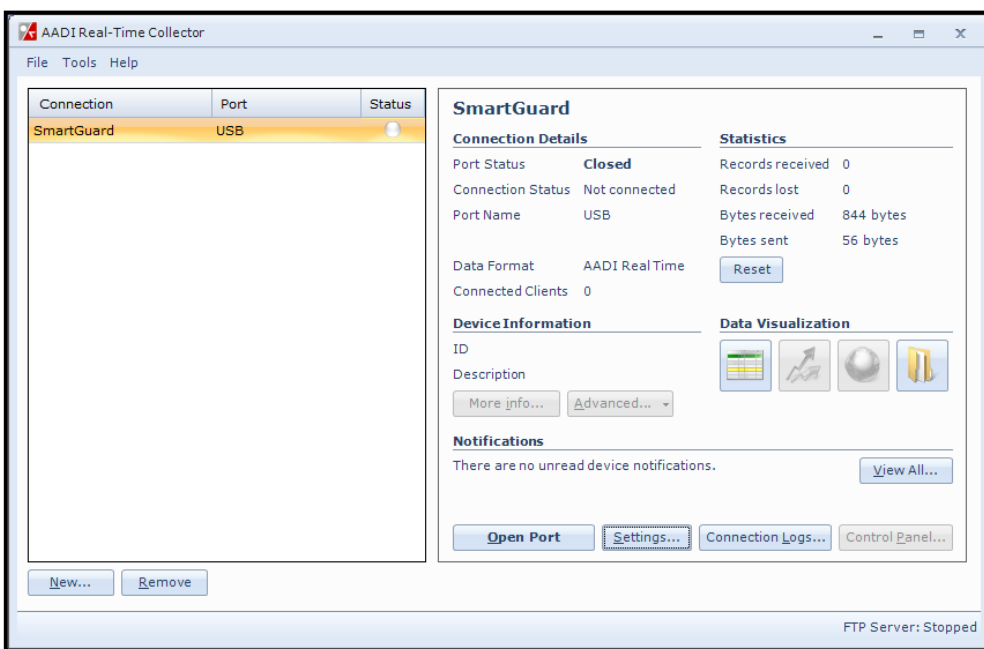 AADI Real-Time Collector
File Tools Help
Connection Port Status
SmartGuard USB
SmartGuard
Connection Details
Port Status Closed
Connection Status Not connected
Port Name USB
Data Format AADI Real Time
Connected Clients 0
Statistics
Records received 0
Records lost 0
Bytes received 844 bytes
Bytes sent 56 bytes
Reset
Device Information
ID
Description
More info... Advanced...
Data Visualization
Notifications
There are no unread device notifications.
View All...
Open Port Settings... Connection Logs... Control Panel...
New... Remove
FTP Server: Stopped